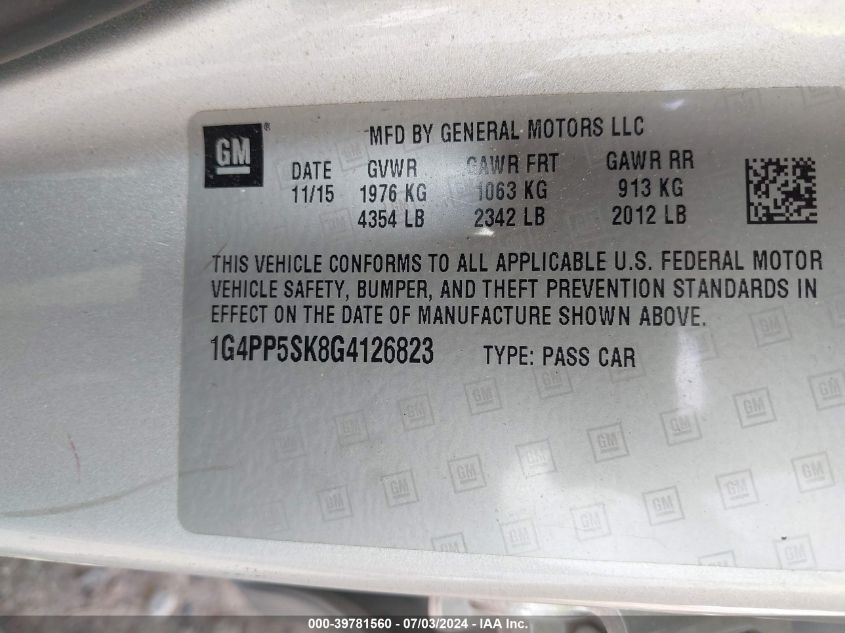 GM ®
MFD BY GENERAL MOTORS LLC
DATE GVWR GAWR FRT GAWR RR
11/15 1976 KG 1063 KG 913 KG
4354 LB 2342 LB 2012 LB
THIS VEHICLE CONFORMS TO ALL APPLICABLE U.S. FEDERAL MOTOR
VEHICLE SAFETY, BUMPER, AND THEFT PREVENTION STANDARDS IN
EFFECT ON THE DATE OF MANUFACTURE SHOWN ABOVE.
1G4PP5SK8G4126823 TYPE: PASS CAR
000-39781560 - 07/03/2024 - IAA Inc.